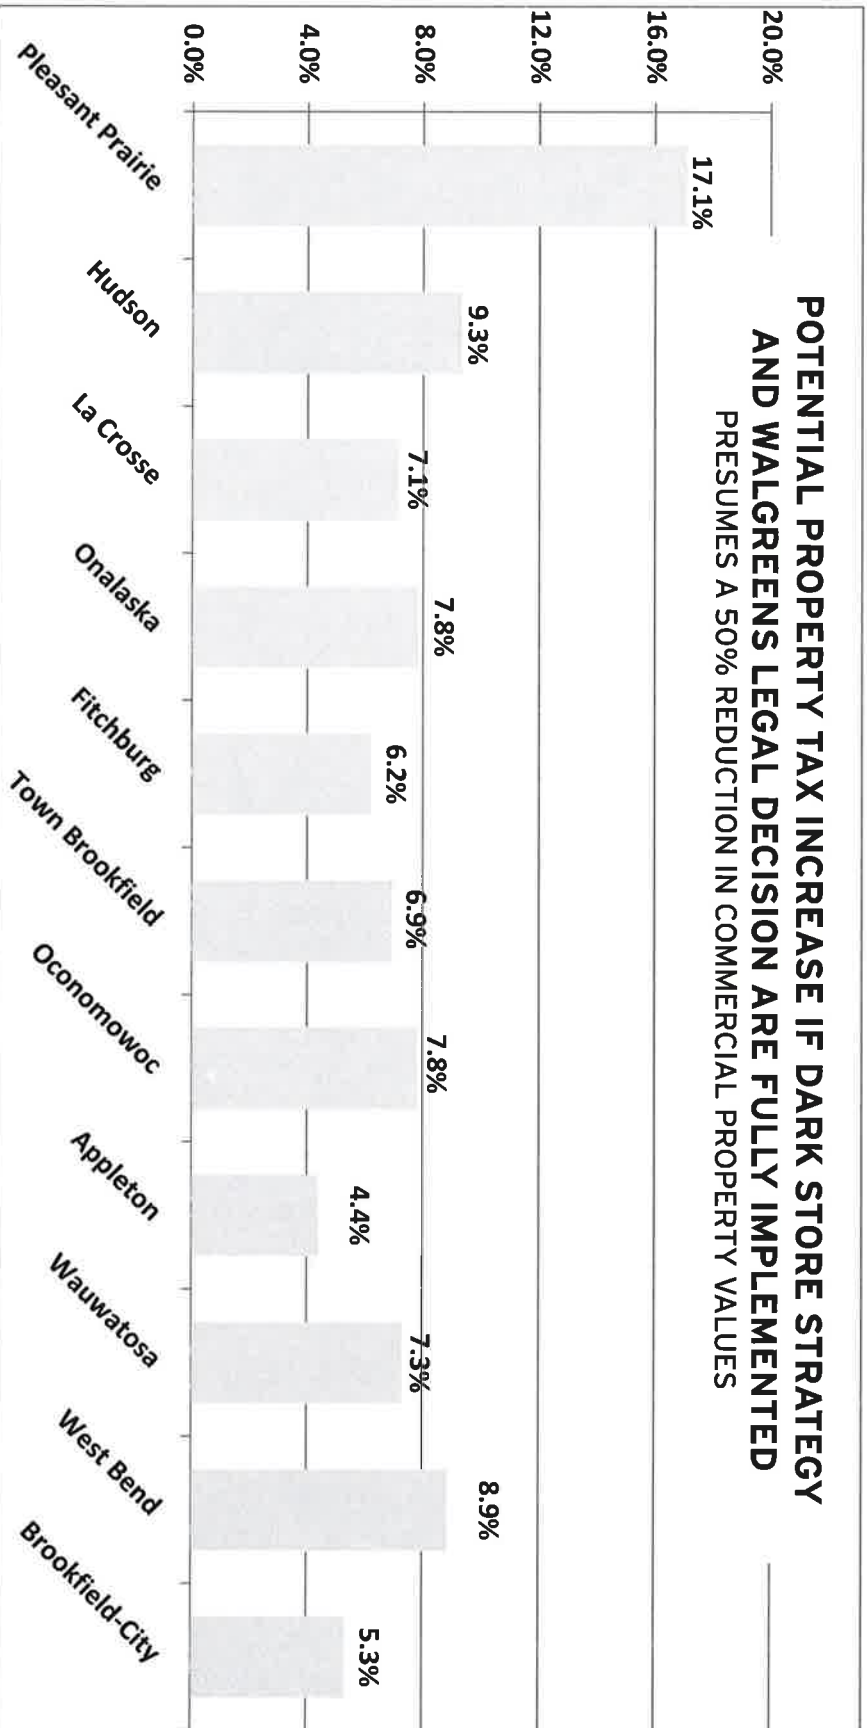 POTENTIAL PROPERTY TAX INCREASE IF DARK STORE STRATEGY
AND WALGREENS LEGAL DECISION ARE FULLY IMPLEMENTED
PRESUMES A 50% REDUCTION IN COMMERCIAL PROPERTY VALUES
20.0%
16.0%
12.0%
8.0%
4.0%
0.0%
17.1%
9.3%
7.1%
7.8%
6.2%
6.9%
7.8%
4.4%
7.3%
8.9%
5.3%
Pleasant Prairie
Hudson
La Crosse
Onalaska
Fitchburg
Town Brookfield
Oconomowoc
Appleton
Wauwatosa
West Bend
Brookfield-City